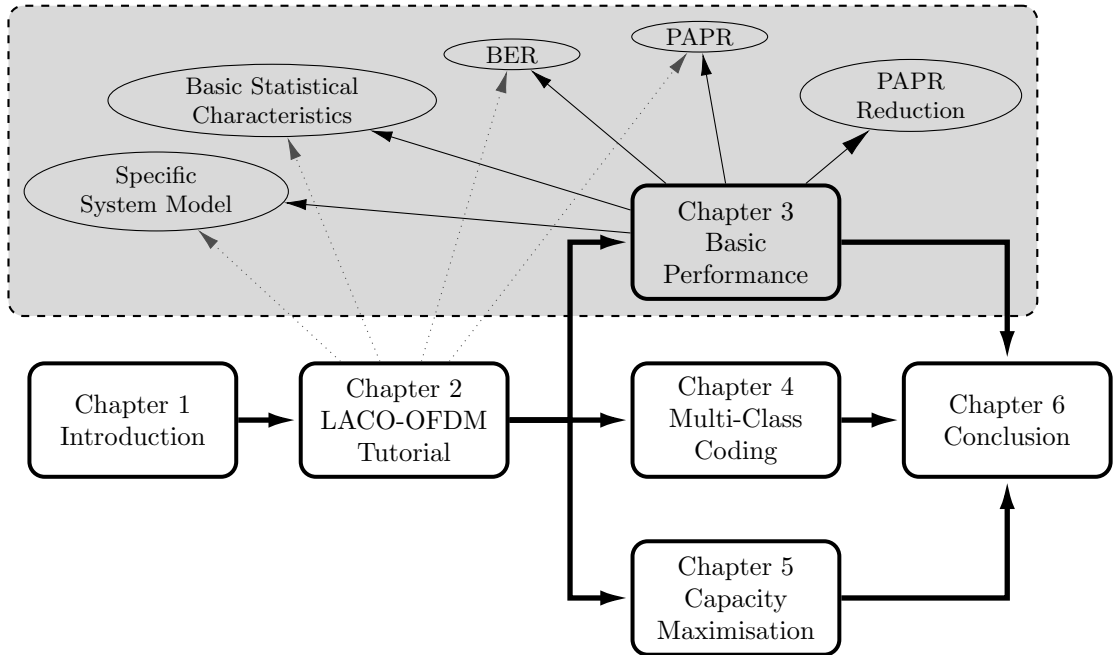 PAPR
BER
Basic Statistical
Characteristics
PAPR
Reduction
Specific
System Model
Chapter 3
Basic
Performance
Chapter 1
Introduction
Chapter 2
LACO-OFDM
Tutorial
Chapter 4
Multi-Class
Coding
Chapter 6
Conclusion
Chapter 5
Capacity
Maximisation